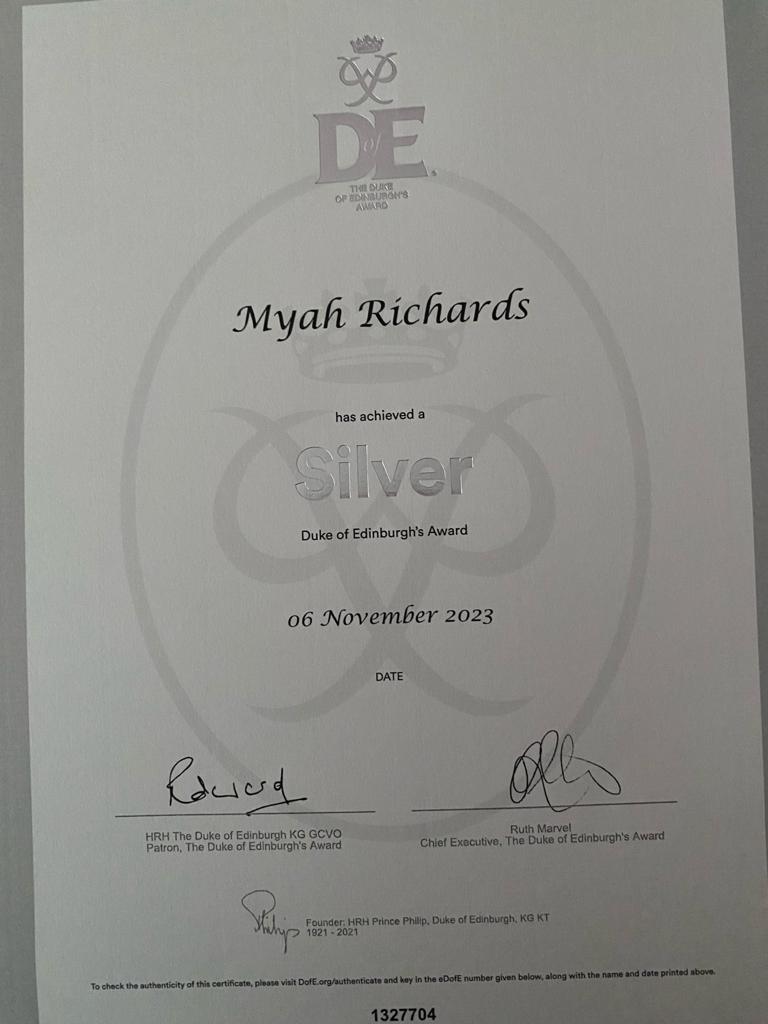 DofE
THE DUKE
OF EDINBURGH'S
AWARD
Myah Richards
has achieved a
Silver
Duke of Edinburgh's Award
06 November 2023
DATE
Edward
HRH The Duke of Edinburgh KG GCVO
Patron, The Duke of Edinburgh's Award
Ruth Marvel
Chief Executive, The Duke of Edinburgh's Award
Philip
Founder: HRH Prince Philip, Duke of Edinburgh, KG KT
1921 - 2021
To check the authenticity of this certificate, please visit DofE.org/authenticate and key in the eDofE number given below, along with the name and date printed above.
1327704